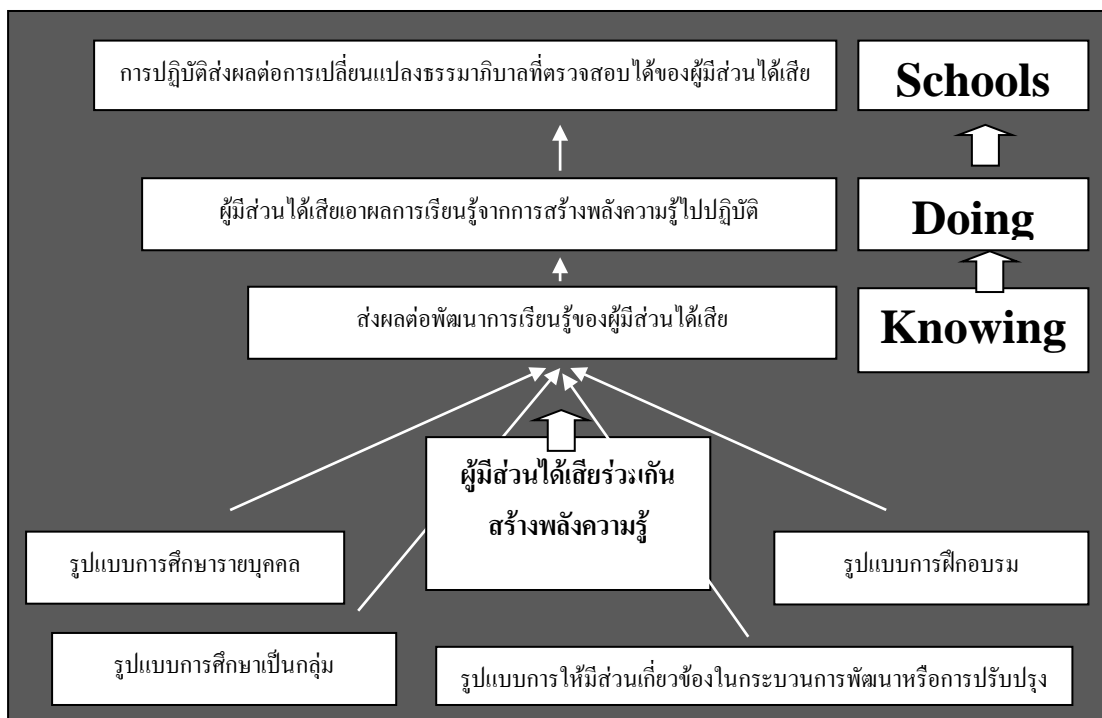 การปฏิบัติส่งผลต่อการเปลี่ยนแปลงธรรมาภิบาลที่ตรวจสอบได้ของผู้มีส่วนได้เสีย
Schools
ผู้มีส่วนได้เสียเอาผลการเรียนรู้จากการสร้างพลังความรู้ไปปฏิบัติ
Doing
ส่งผลต่อพัฒนาการเรียนรู้ของผู้มีส่วนได้เสีย
Knowing
ผู้มีส่วนได้เสียร่วมกัน
สร้างพลังความรู้
รูปแบบการศึกษารายบุคคล
รูปแบบการฝึกอบรม
รูปแบบการศึกษาเป็นกลุ่ม
รูปแบบการให้มีส่วนเกี่ยวข้องในกระบวนการพัฒนาหรือการปรับปรุง